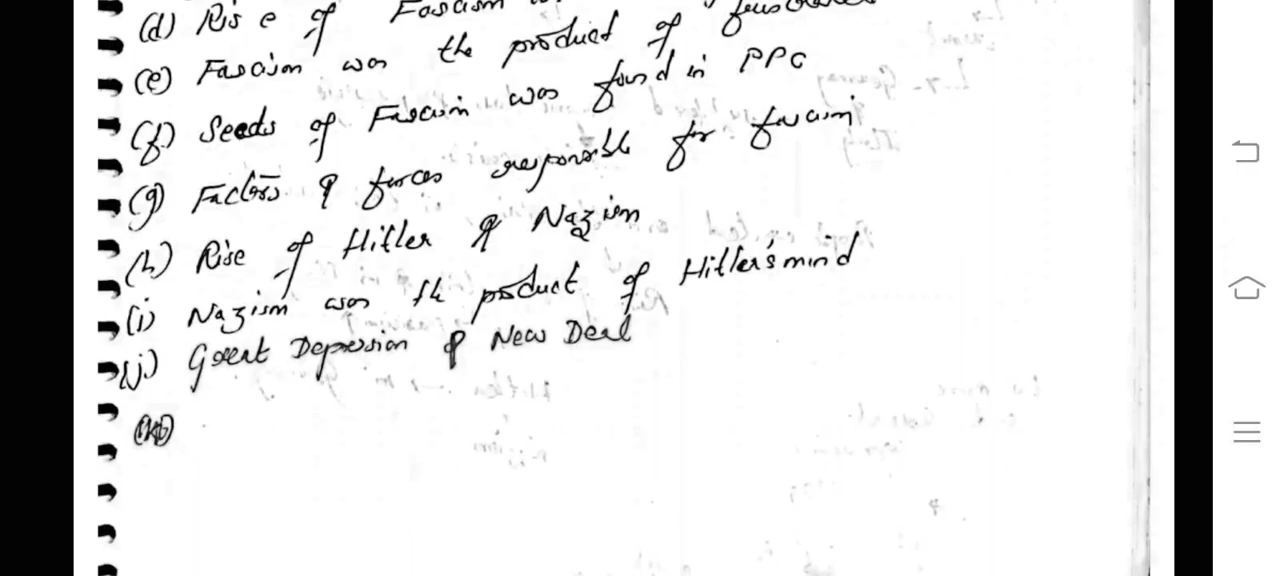 (d) Rise of Fascism
(e) Fascism was the product of
(f) Seeds of Fascism was found in PPC
(g) Factors & forces responsible for fascism
(h) Rise of Hitler & Nazism
(i) Nazism was the product of Hitler's mind
(j) Great Depression & New Deal
(k)